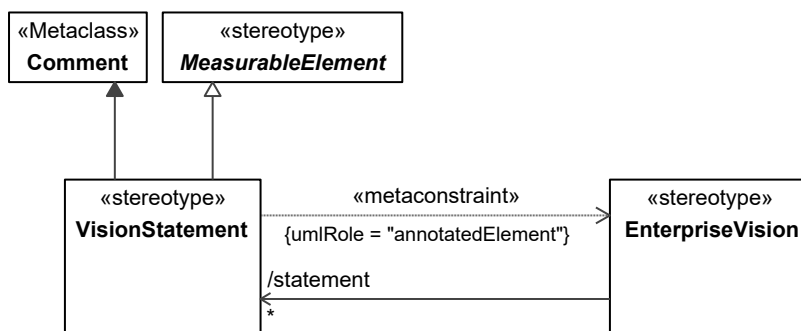 «Metaclass»
Comment
«stereotype»
MeasurableElement
«stereotype»
VisionStatement
«metaconstraint»
{umlRole = "annotatedElement"}
«stereotype»
EnterpriseVision
/statement
*